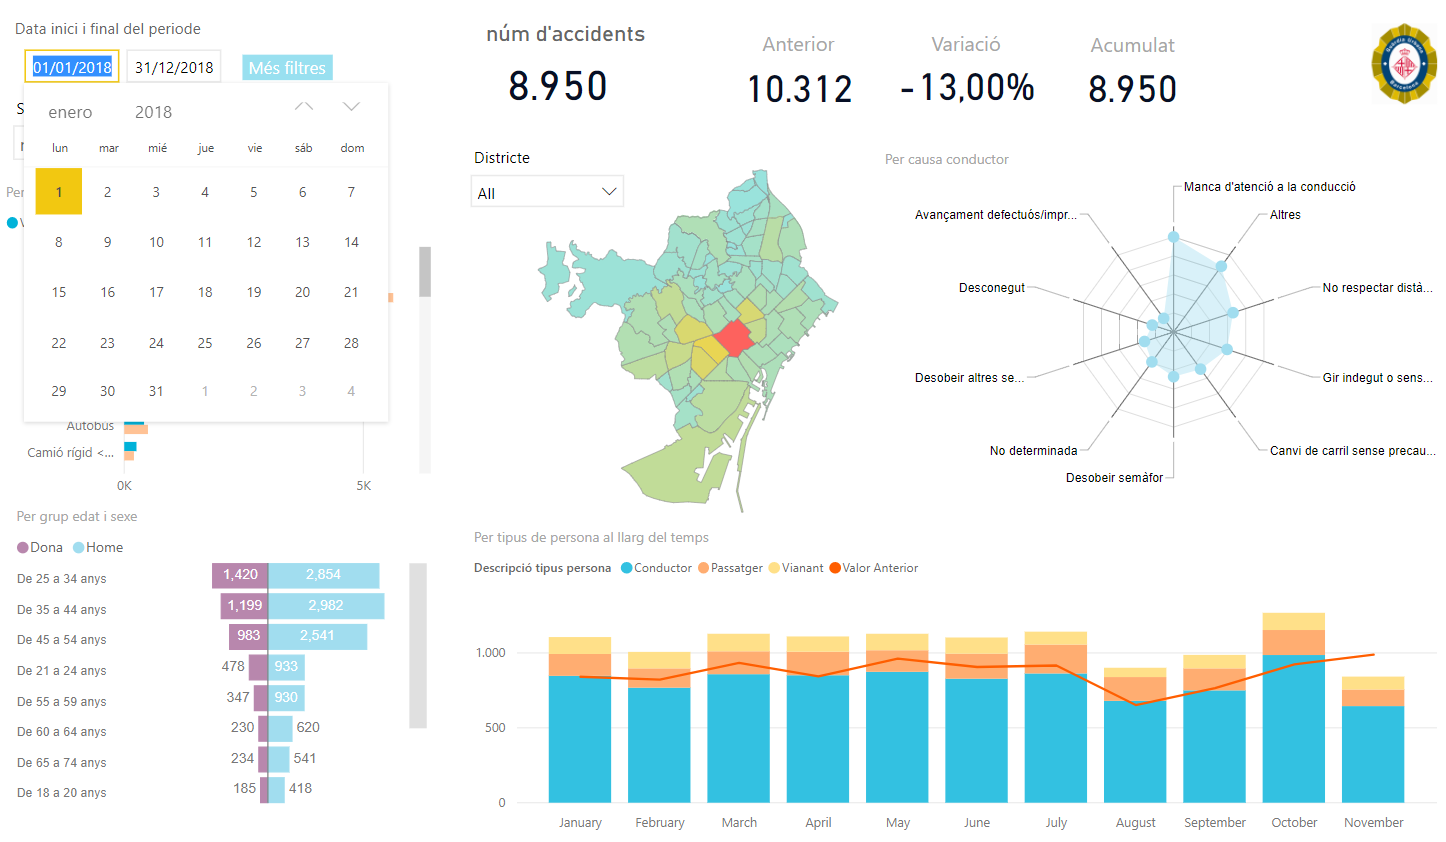 Data inici i final del periode
01/01/2018
31/12/2018
Més filtres
núm d'accidents
8.950
Anterior
10.312
Variació
-13,00%
Acumulat
8.950
enero
2018
lun mar mié jue vie sáb dom
1 2 3 4 5 6 7
8 9 10 11 12 13 14
15 16 17 18 19 20 21
22 23 24 25 26 27 28
29 30 31 1 2 3 4
Autobús
Camió rígid <...
0K
5K
Per grup edat i sexe
Dona
Home
De 25 a 34 anys
1,420
2,854
De 35 a 44 anys
1,199
2,982
De 45 a 54 anys
983
2,541
De 21 a 24 anys
478
933
De 55 a 59 anys
347
930
De 60 a 64 anys
230
620
De 65 a 74 anys
234
541
De 18 a 20 anys
185
418
Districte
All
Per causa conductor
Manca d'atenció a la conducció
Altres
No respectar distà...
Gir indegut o sens...
Canvi de carril sense precau...
Desobeir semàfor
No determinada
Desobeir altres se...
Desconegut
Avançament defectuós/impr...
Per tipus de persona al llarg del temps
Descripció tipus persona
Conductor
Passatger
Vianant
Valor Anterior
1.000
500
0
January February March April May June July August September October November